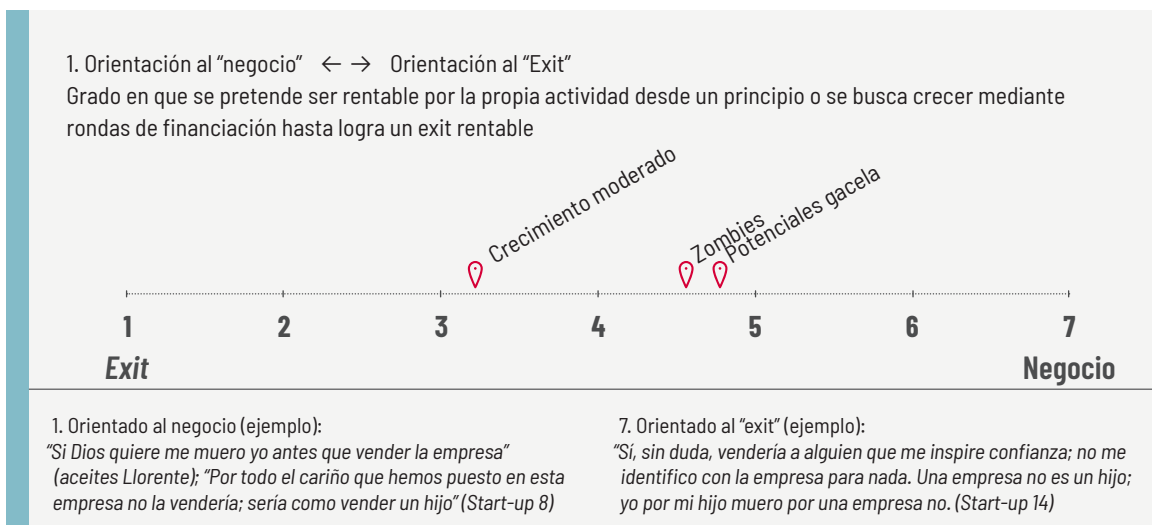 1. Orientación al “negocio” ← → Orientación al “Exit”
Grado en que se pretende ser rentable por la propia actividad desde un principio o se busca crecer mediante
rondas de financiación hasta logra un exit rentable
Crecimiento moderado
Zombies
Potenciales gacela
1 2 3 4 5 6 7
Exit Negocio
1. Orientado al negocio (ejemplo):
“Si Dios quiere me muero yo antes que vender la empresa”
(aceites Llorente); “Por todo el cariño que hemos puesto en esta
empresa no la vendería; sería como vender un hijo” (Start-up 8)
7. Orientado al “exit” (ejemplo):
“Sí, sin duda, vendería a alguien que me inspire confianza; no me
identifico con la empresa para nada. Una empresa no es un hijo;
yo por mi hijo muero por una empresa no. (Start-up 14)